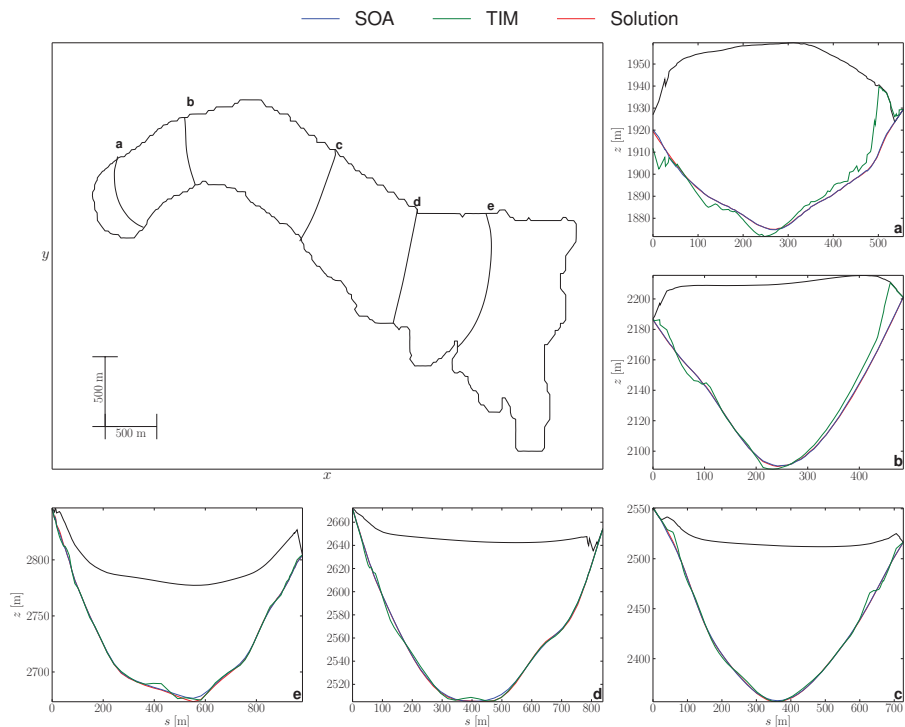 SOA TIM Solution
a
b
c
d
e
y
x
500 m
500 m
z [m]
1950
1940
1930
1920
1910
1900
1890
1880
0 100 200 300 400 500
a
z [m]
2200
2180
2160
2140
2120
2100
0 100 200 300 400
b
z [m]
2800
2750
2700
0 200 400 600 800
s [m]
e
2660
2640
2620
2600
2580
2560
2540
2520
0 100 200 300 400 500 600 700 800
s [m]
d
2550
2500
2450
2400
0 100 200 300 400 500 600 700
s [m]
c